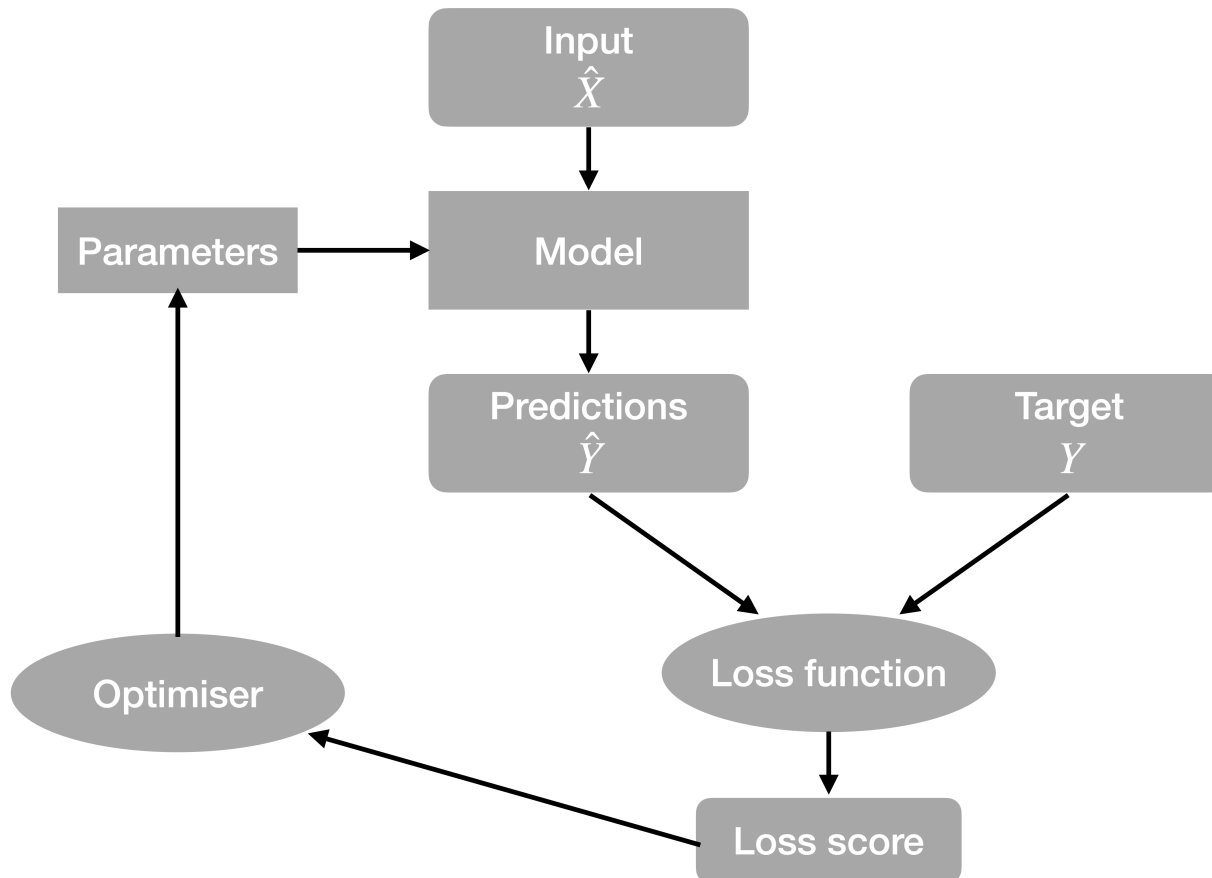 Input
X̂
Parameters
Model
Predictions
Ŷ
Target
Y
Optimiser
Loss function
Loss score